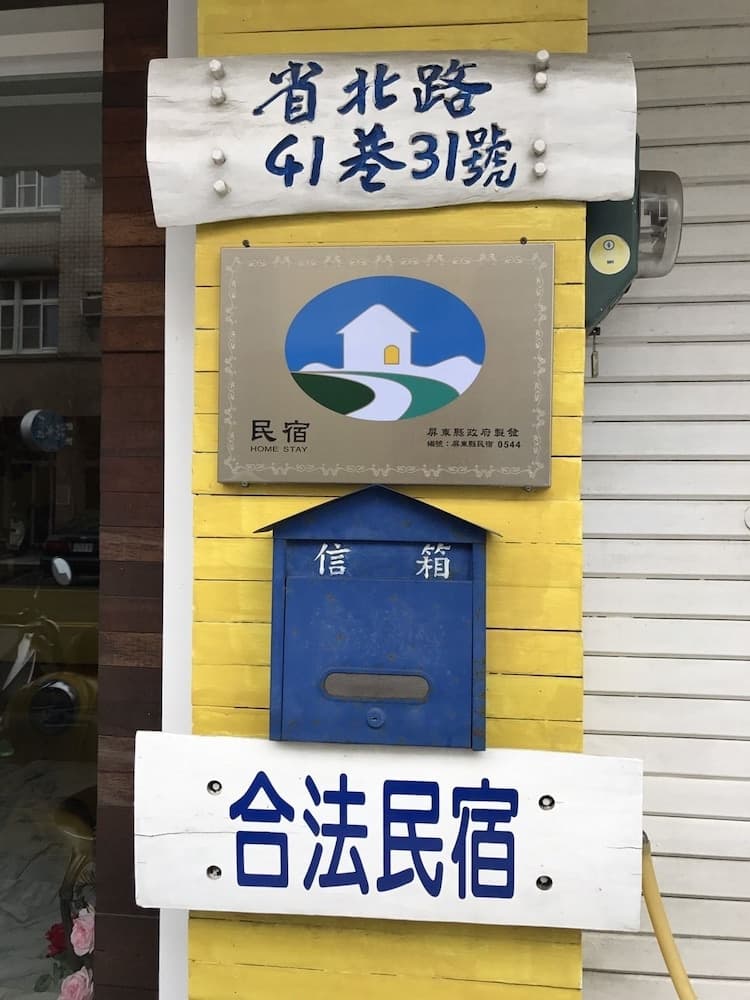 省北路
41巷31號
民宿
HOME STAY
屏東縣政府製發
編號：屏東縣民宿 0544
信 箱
合法民宿